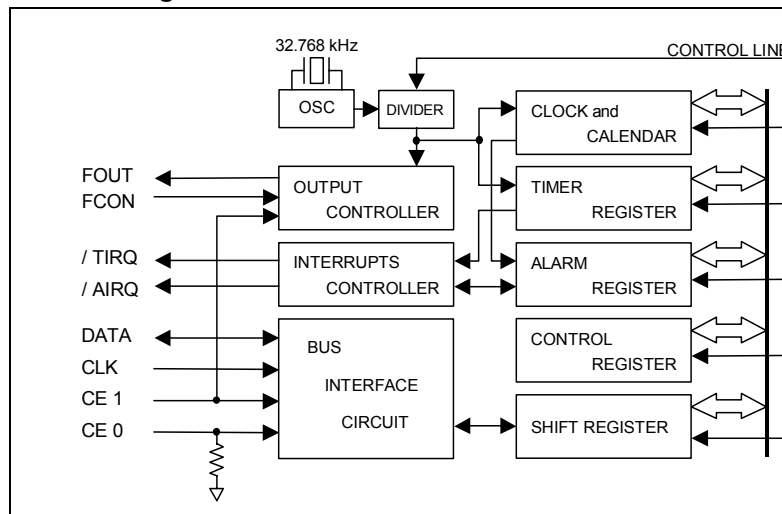 32.768 kHz
CONTROL LINE
OSC
DIVIDER
CLOCK and
CALENDAR
FOUT
FCON
OUTPUT
CONTROLLER
TIMER
REGISTER
/ TIRQ
/ AIRQ
INTERRUPTS
CONTROLLER
ALARM
REGISTER
DATA
CLK
CE 1
CE 0
BUS
INTERFACE
CIRCUIT
CONTROL
REGISTER
SHIFT REGISTER